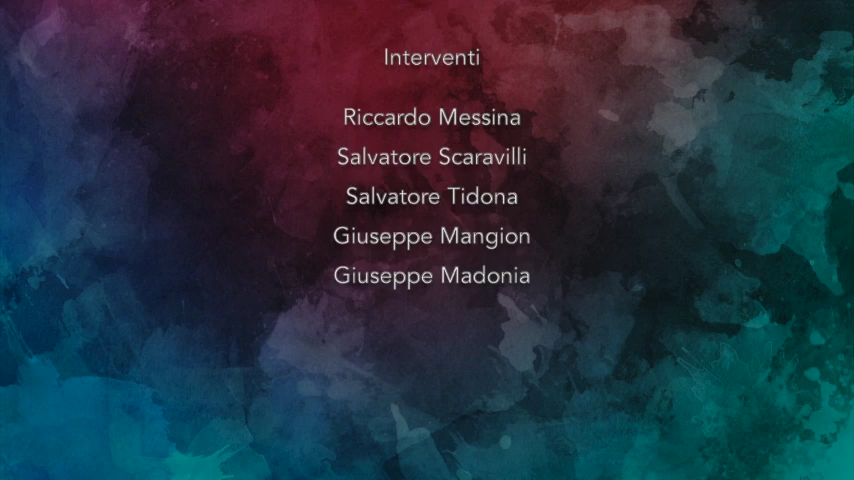 Interventi
Riccardo Messina
Salvatore Scaravilli
Salvatore Tidona
Giuseppe Mangion
Giuseppe Madonia